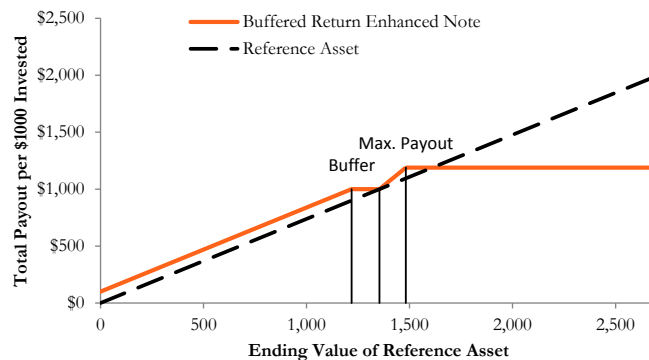 $2,500
Buffered Return Enhanced Note
Reference Asset
$2,000
$1,500
Max. Payout
Buffer
$1,000
$500
$0
0
500
1,000
1,500
2,000
2,500
Total Payout per $1000 Invested
Ending Value of Reference Asset